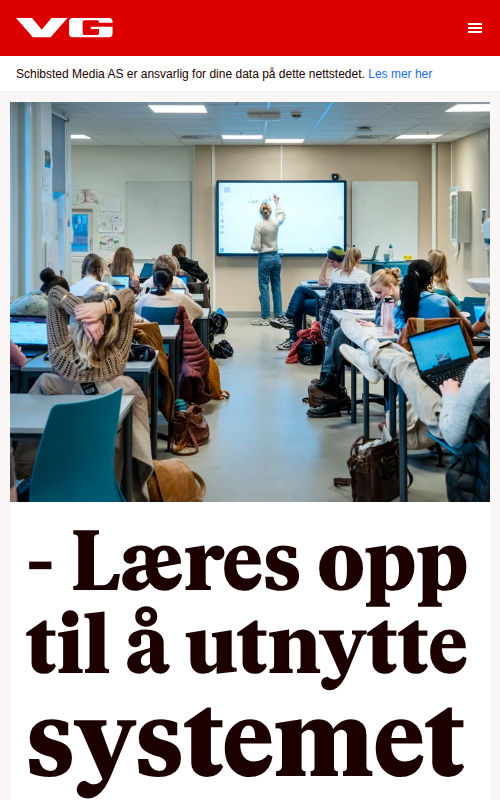 VG
Schibsted Media AS er ansvarlig for dine data på dette nettstedet. Les mer her
- Læres opp
til å utnytte
systemet